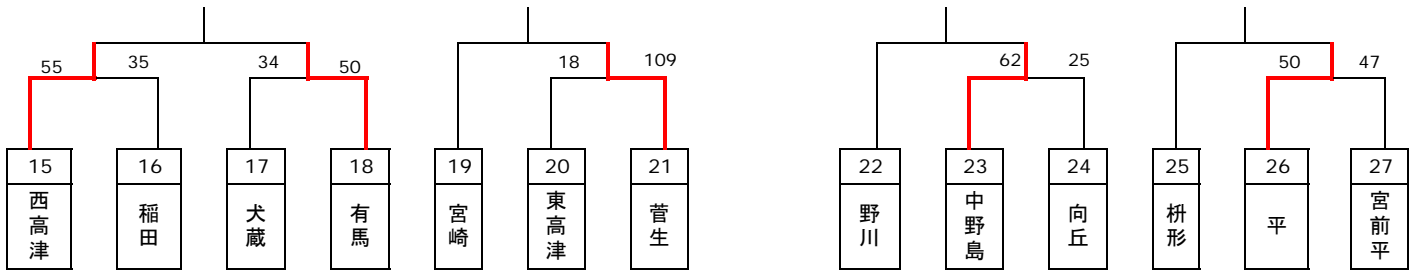 55 35 34 50 18 109 62 25 50 47
15 16 17 18 19 20 21 22 23 24 25 26 27
西高津
稲田
犬蔵
有馬
宮崎
東高津
菅生
野川
中野島
向丘
枡形
平
宮前平